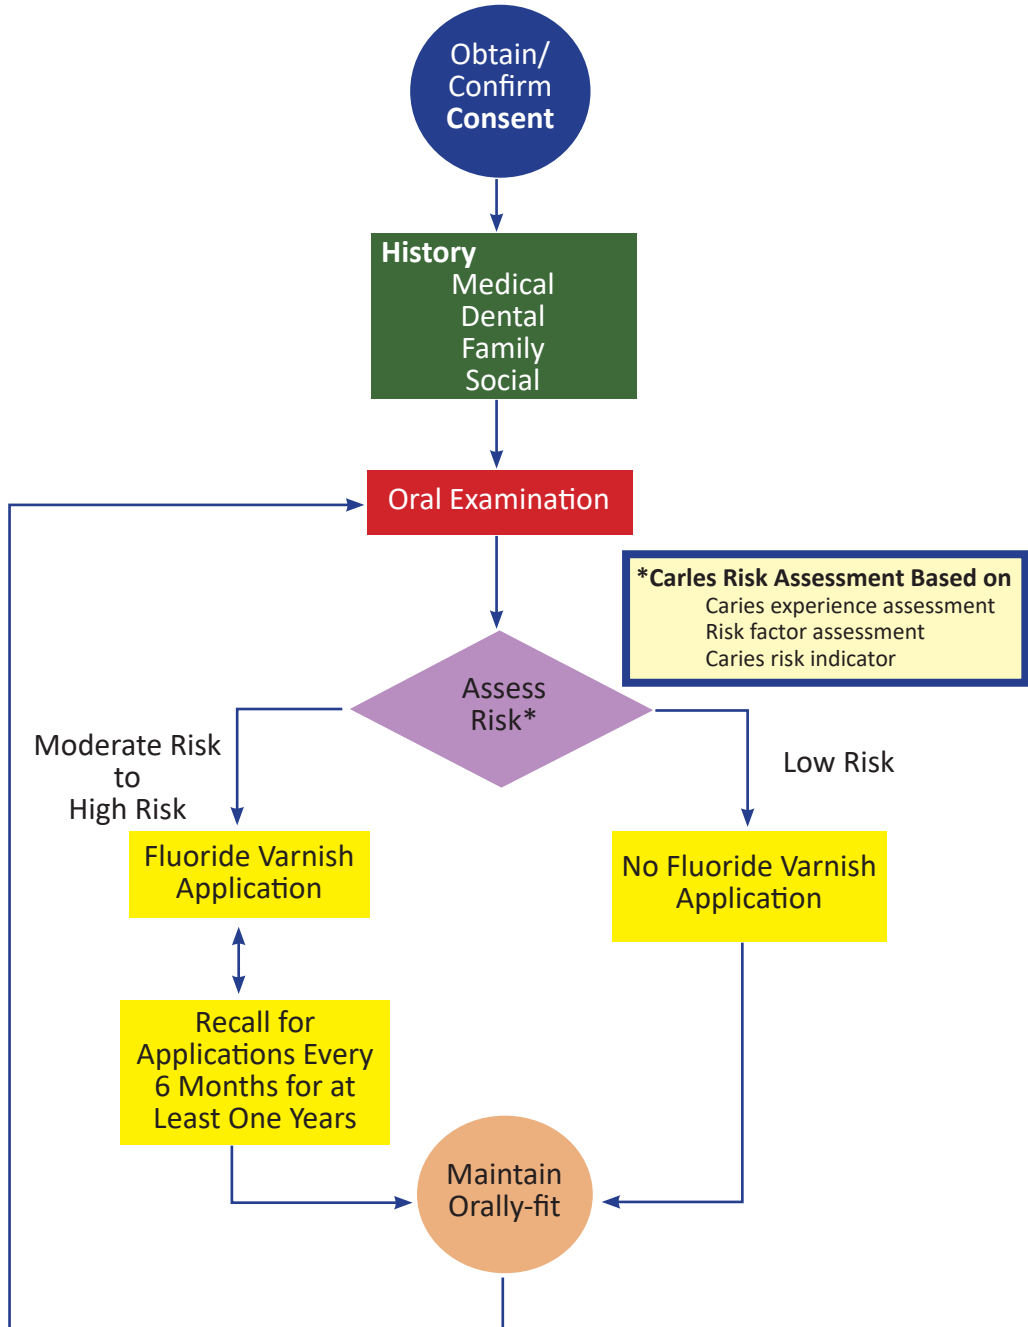 Obtain/
Confirm
Consent
History
Medical
Dental
Family
Social
Oral Examination
*Carles Risk Assessment Based on
Caries experience assessment
Risk factor assessment
Caries risk indicator
Assess
Risk*
Moderate Risk
to
High Risk
Low Risk
Fluoride Varnish
Application
No Fluoride Varnish
Application
Recall for
Applications Every
6 Months for at
Least One Years
Maintain
Orally-fit